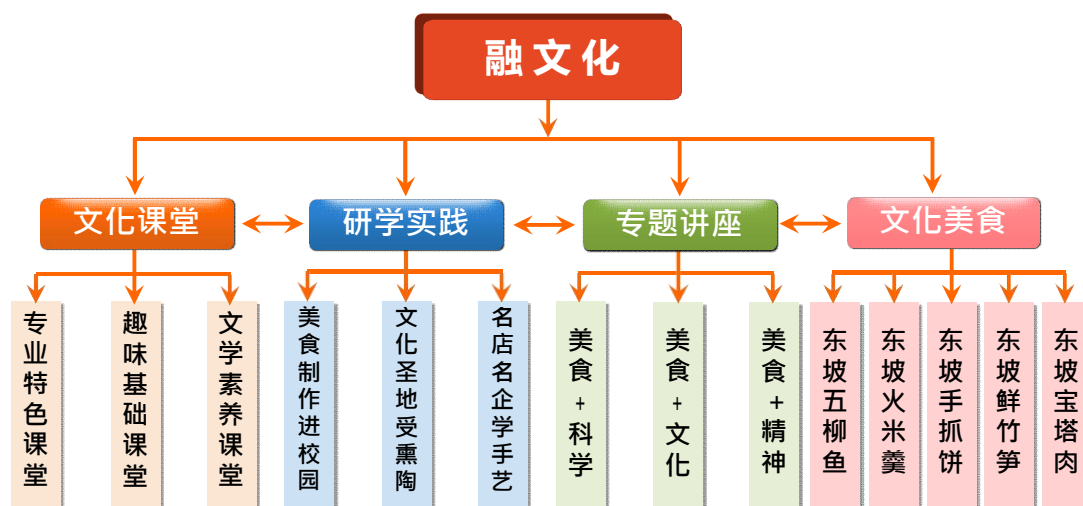 融文化
文化课堂
研学实践
专题讲座
文化美食
专业特色课堂
趣味基础课堂
文学素养课堂
美食制作进校园
文化圣地受熏陶
名店名企学手艺
美食+科学
美食+文化
美食+精神
东坡五柳鱼
东坡火米羹
东坡手抓饼
东坡鲜竹笋
东坡宝塔肉